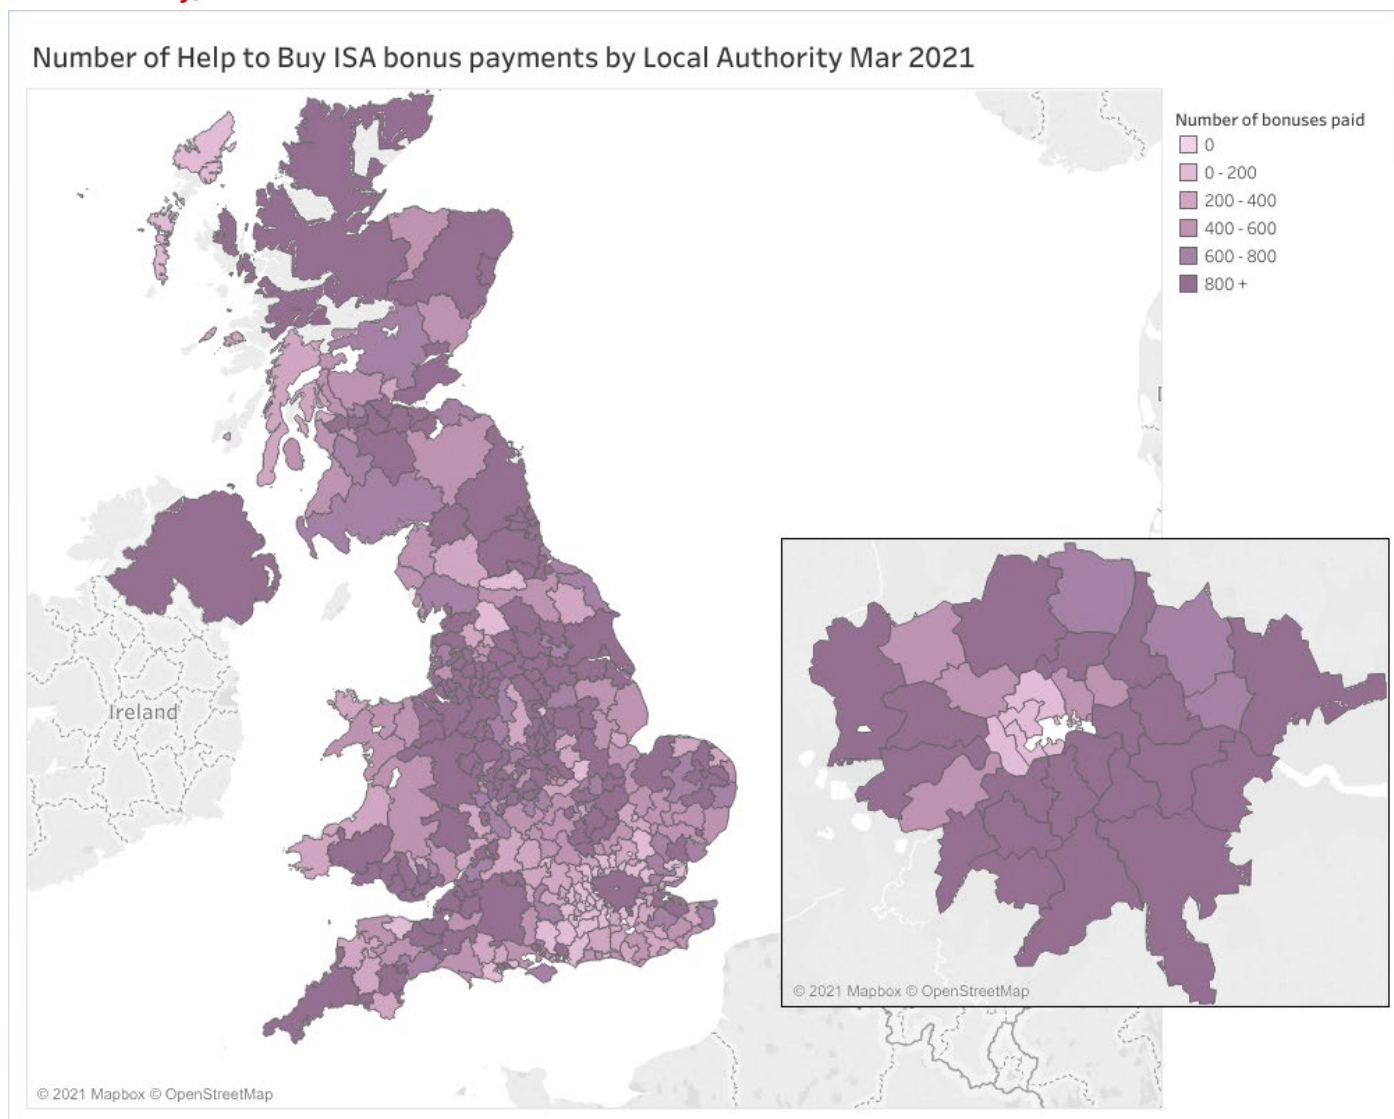 Number of Help to Buy ISA bonus payments by Local Authority Mar 2021
Number of bonuses paid
0
0 - 200
200 - 400
400 - 600
600 - 800
800 +
Ireland
© 2021 Mapbox © OpenStreetMap
© 2021 Mapbox © OpenStreetMap